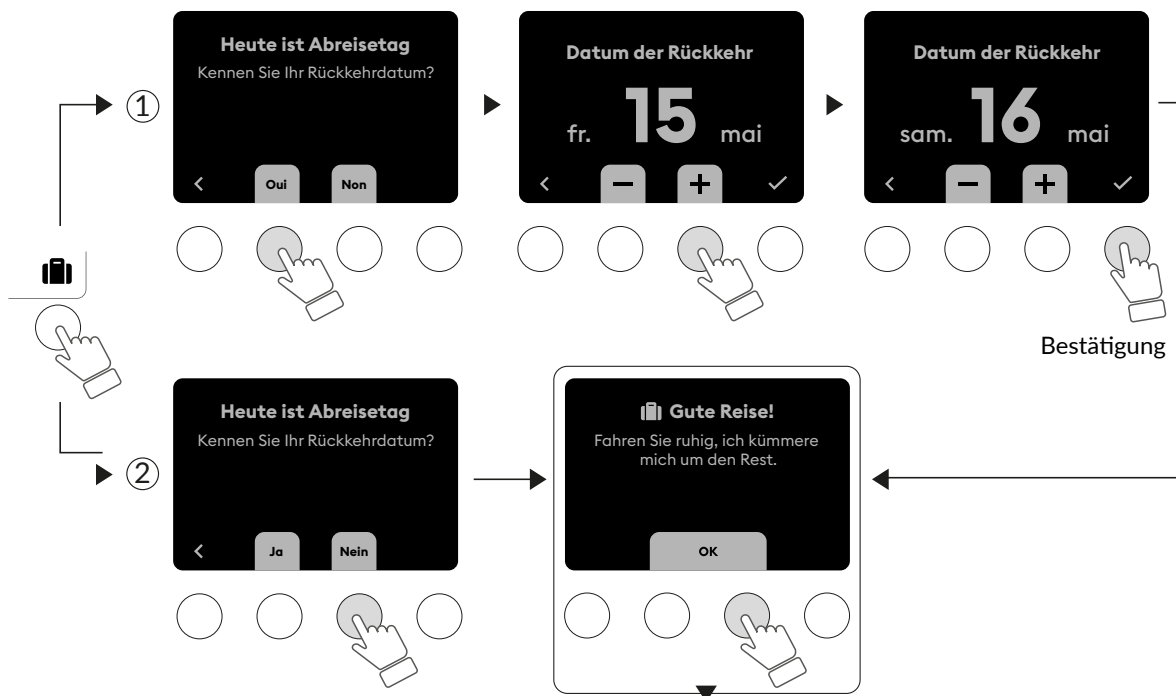 ①
Heute ist Abreisetag
Kennen Sie Ihr Rückkehrdatum?
Oui Non
Datum der Rückkehr
fr. 15 mai
Datum der Rückkehr
sam. 16 mai
Bestätigung
②
Heute ist Abreisetag
Kennen Sie Ihr Rückkehrdatum?
Ja Nein
Gute Reise!
Fahren Sie ruhig, ich kümmere
mich um den Rest.
OK